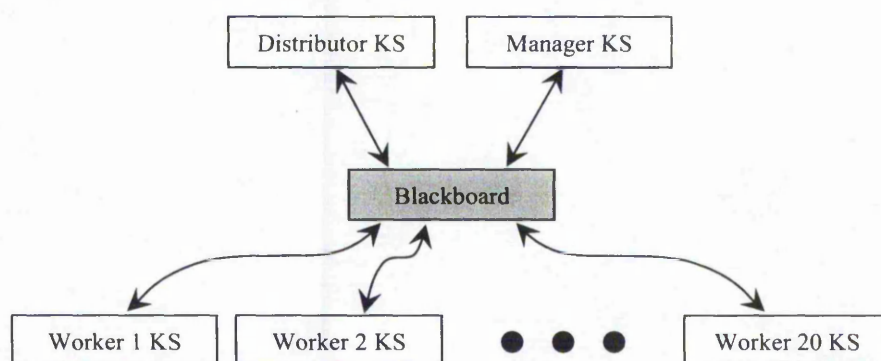 Distributor KS
Manager KS
Blackboard
Worker 1 KS
Worker 2 KS
Worker 20 KS